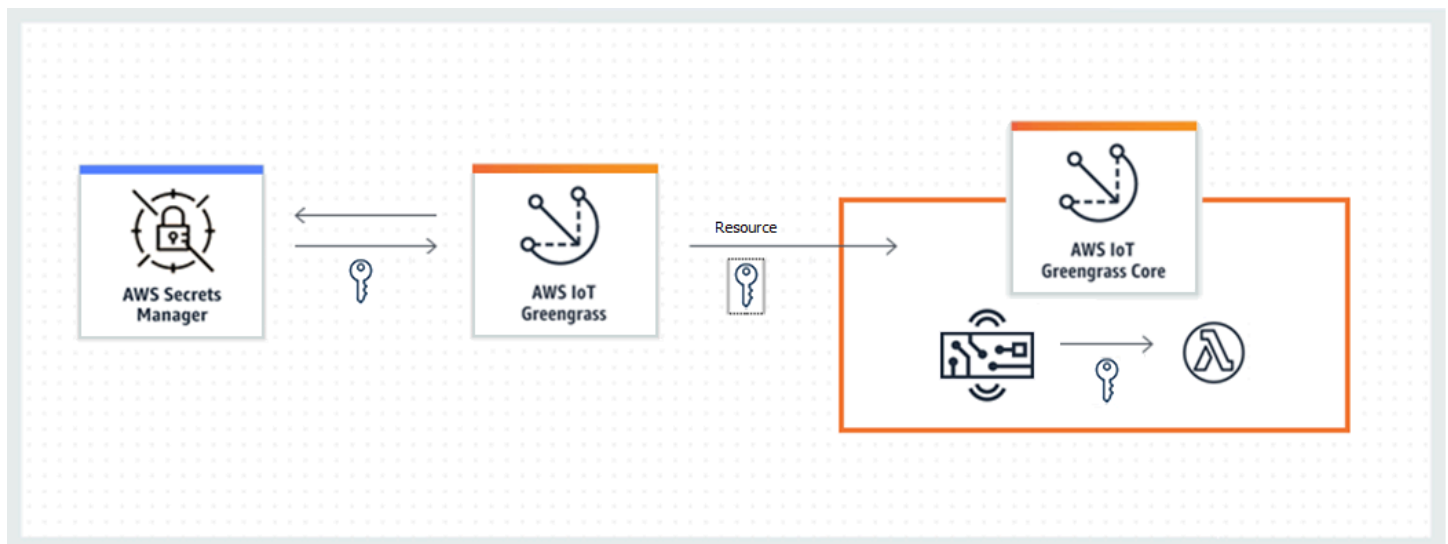 AWS Secrets
Manager
AWS IoT
Greengrass
Resource
AWS IoT
Greengrass Core